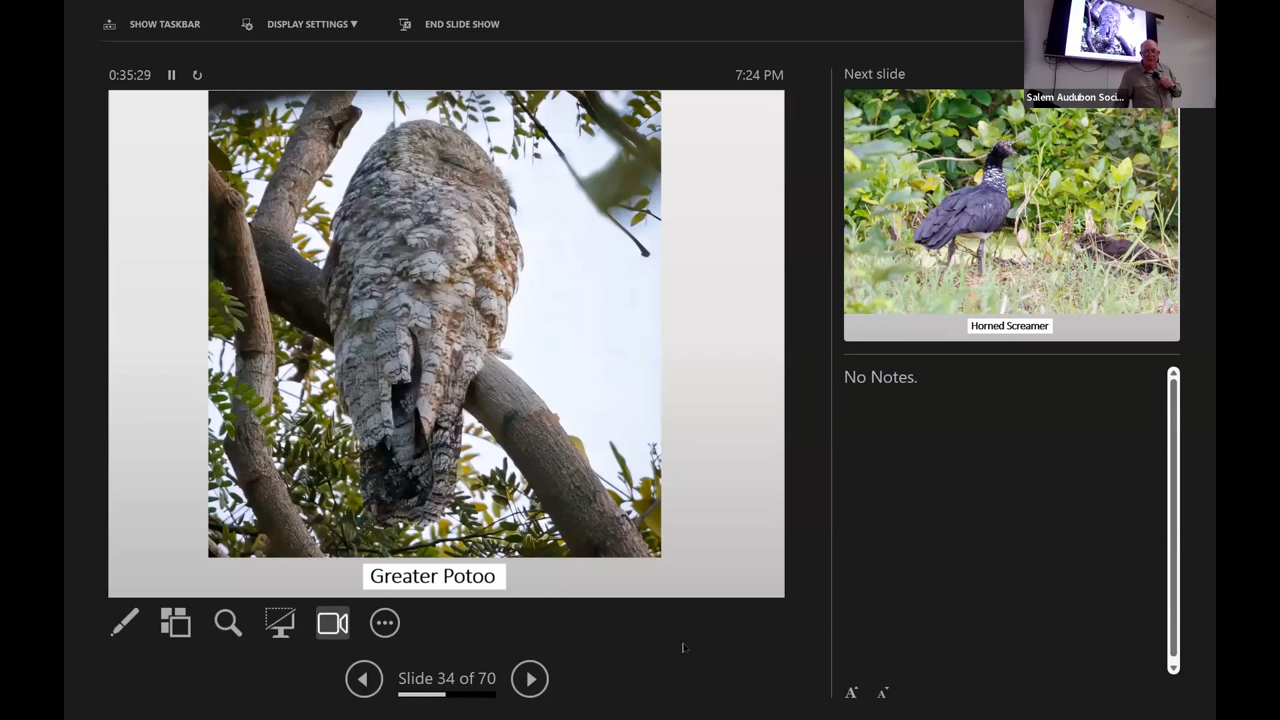 SHOW TASKBAR
DISPLAY SETTINGS ▼
END SLIDE SHOW
0:35:29
7:24 PM
Next slide
Salem Audubon Soci...
Greater Potoo
Horned Screamer
No Notes.
Slide 34 of 70
A A